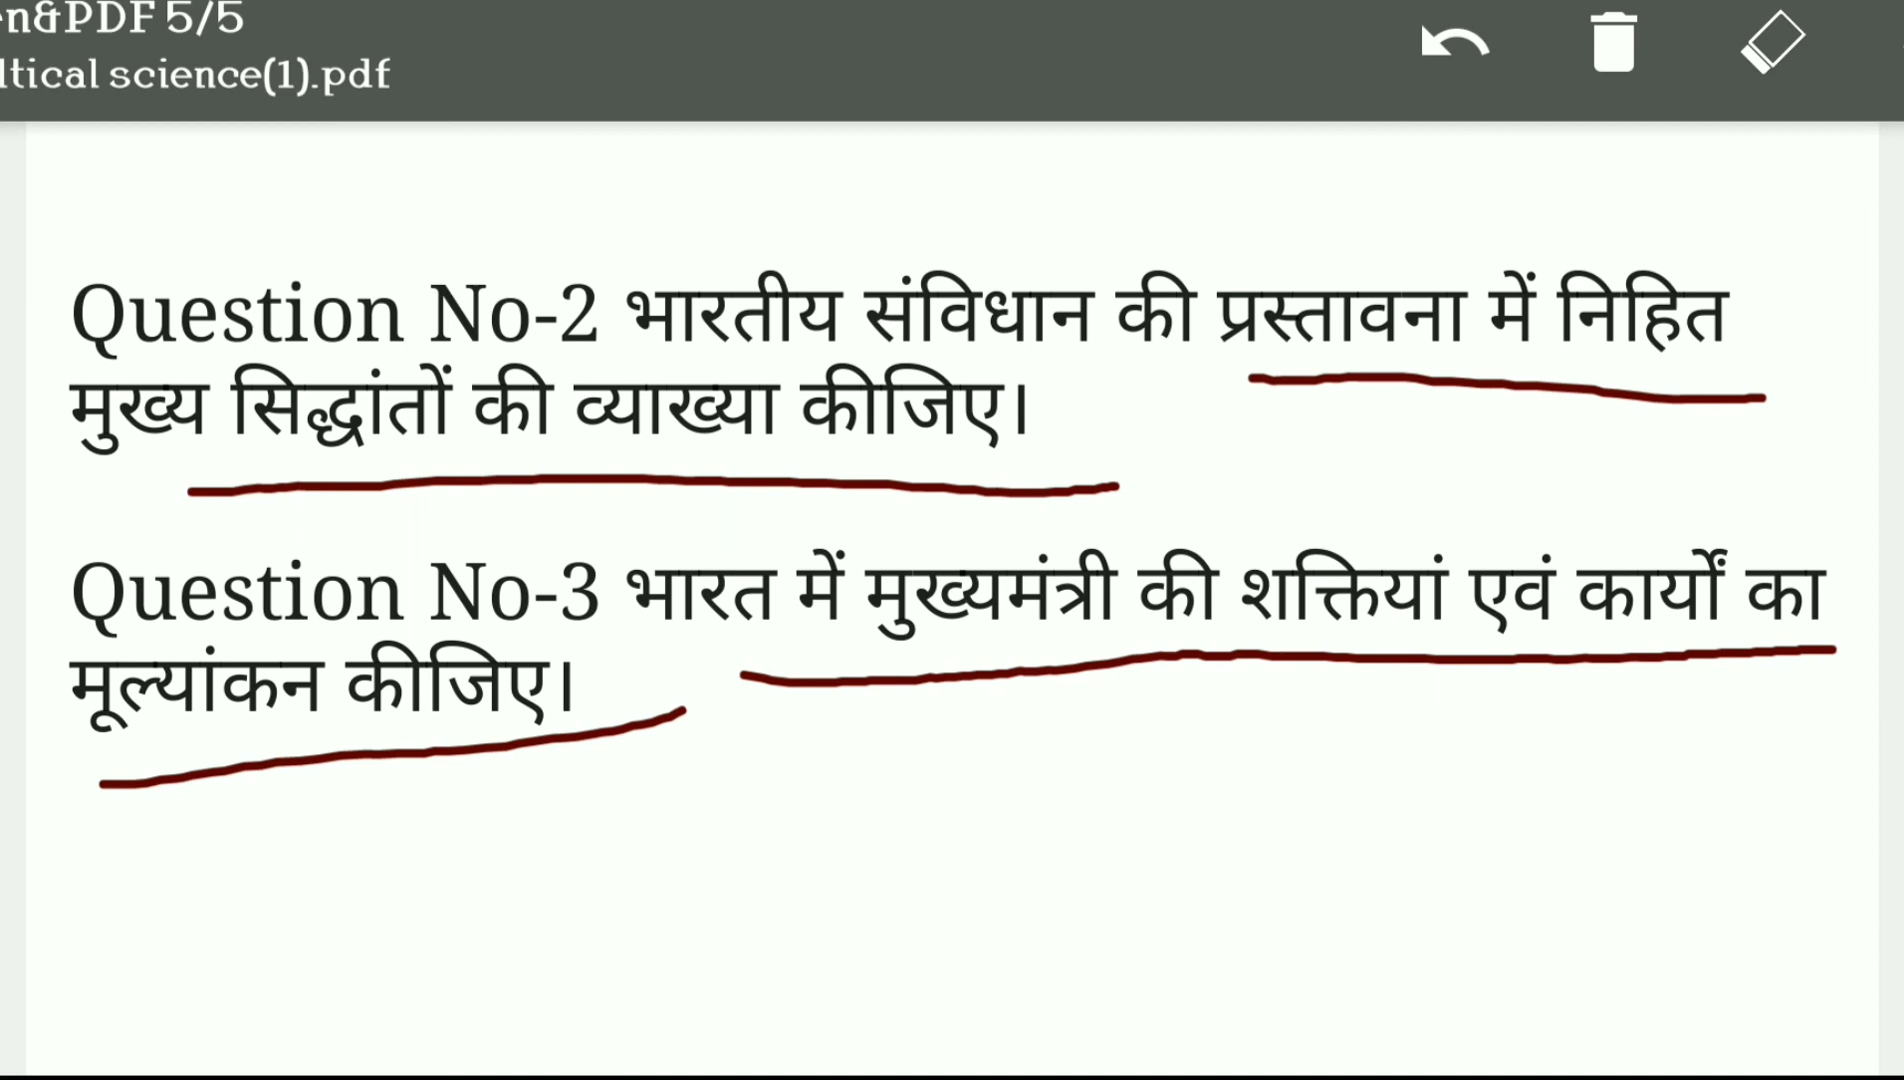 n&PDF 5/5
ltical science(1).pdf
Question No-2 भारतीय संविधान की प्रस्तावना में निहित
मुख्य सिद्धांतों की व्याख्या कीजिए।
Question No-3 भारत में मुख्यमंत्री की शक्तियां एवं कार्यों का
मूल्यांकन कीजिए।